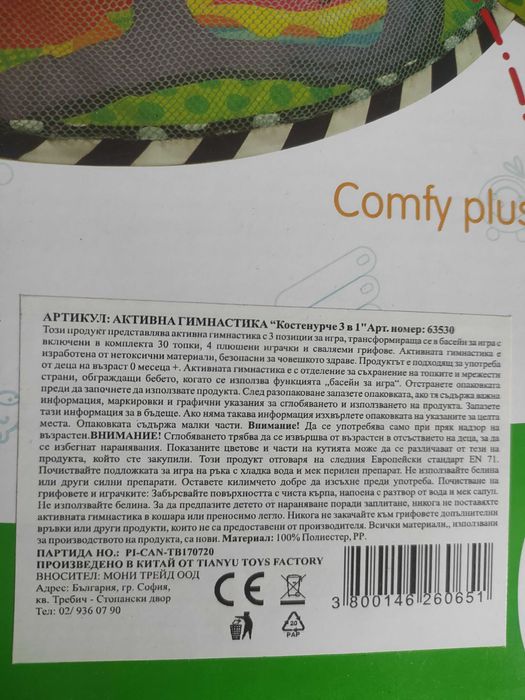 Comfy plus
АРТИКУЛ: АКТИВНА ГИМНАСТИКА "Костенурче 3 в 1" Арт. номер: 63530
Този продукт представлява активна гимнастика с 3 позиции за игра, трансформираща се в басейн за игра с
включени в комплекта 30 топки, 4 плюшени играчки и сваляеми грифове. Активната гимнастика е
изработена от нетоксични материали, безопасни за човешкото здраве. Продуктът е подходящ за употреба
от деца на възраст 0 месеца +. Активната гимнастика е с отделение за съхранение на топките и мрежести
страни, обграждащи бебето, когато се използва функцията „басейн за игра“. Отстранете опаковката
преди да започнете да използвате продукта. След разопаковане запазете опаковката, ако тя съдържа важна
информация, маркировки и графични указания за сглобяването и използването на продукта. Запазете
тази информация за в бъдеще. Ако няма такава информация изхвърлете опаковката на указаните за целта
места. Опаковката съдържа малки части. Внимание! Да се употребява само при пряк надзор на
възрастен.ВНИМАНИЕ! Сглобяването трябва да се извършва от възрастен в отсъствието на деца, за да
се избегнат наранявания. Показаните цветове и части на кутията може да се различават от тези на
продукта, който сте закупили. Този продукт отговаря на следния Европейски стандарт EN 71.
Почиствайте подложката за игра на ръка с хладка вода и мек перилен препарат. Не използвайте белина
или други силни препарати. Оставете килимчето добре да изсъхне преди употреба. Почистване на
грифовете и играчките: Забърсвайте повърхността с чиста кърпа, напоена с разтвор от вода и мек сапун.
Не използвайте белина. За да предпазите детето от нараняване поради заплитане, никога не поставяйте
активната гимнастика в кошара или преносимо легло. Никога не закачайте към грифовете допълнителни
връзки или други продукти, които не са предоставени от производителя. Всички материали,, използвани
за производството на продукта, са нови. Материал: 100% Полиестер, PP.
ПАРТИДА НО.: PI-CAN-TB170720
ПРОИЗВЕДЕНО В КИТАЙ ОТ TIANYU TOYS FACTORY
ВНОСИТЕЛ: МОНИ ТРЕЙД ООД
Адрес: България, гр. София,
кв. Требич - Стопански двор
Тел: 02/ 936 07 90
CE
20
PAP
3 800146 260651